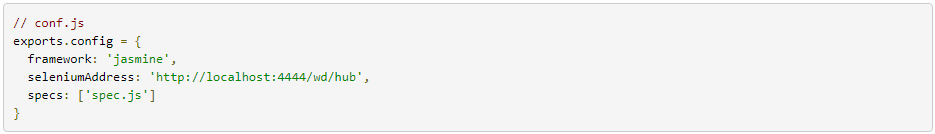 // conf.js
exports.config = {
  framework: 'jasmine',
  seleniumAddress: 'http://localhost:4444/wd/hub',
  specs: ['spec.js']
}